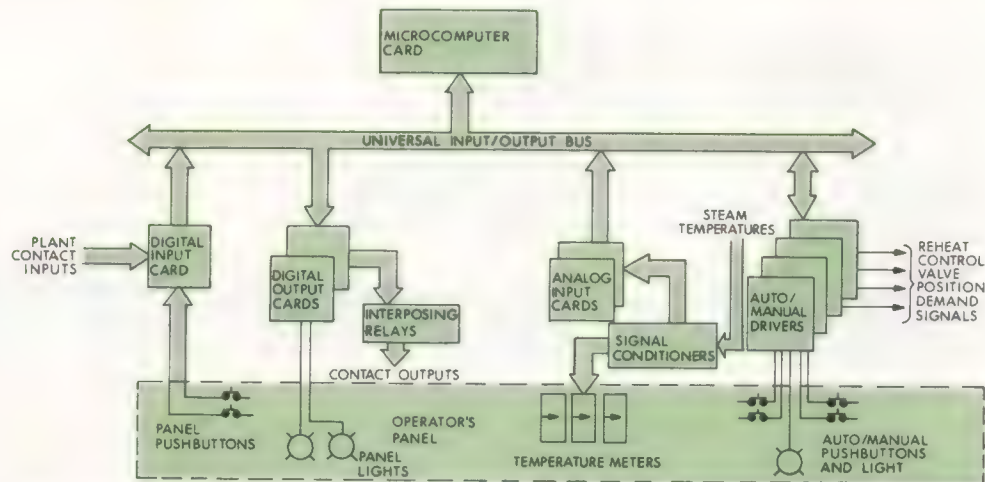 MICROCOMPUTER
CARD
UNIVERSAL INPUT/OUTPUT BUS
PLANT
CONTACT
INPUTS
DIGITAL
INPUT
CARD
DIGITAL
OUTPUT
CARDS
INTERPOSING
RELAYS
CONTACT OUTPUTS
ANALOG
INPUT
CARDS
STEAM
TEMPERATURES
SIGNAL
CONDITIONERS
AUTO/
MANUAL
DRIVERS
REHEAT
CONTROL
VALVE
POSITION
DEMAND
SIGNALS
PANEL
PUSHBUTTONS
OPERATOR'S
PANEL
PANEL
LIGHTS
TEMPERATURE METERS
AUTO/MANUAL
PUSHBUTTONS
AND LIGHT